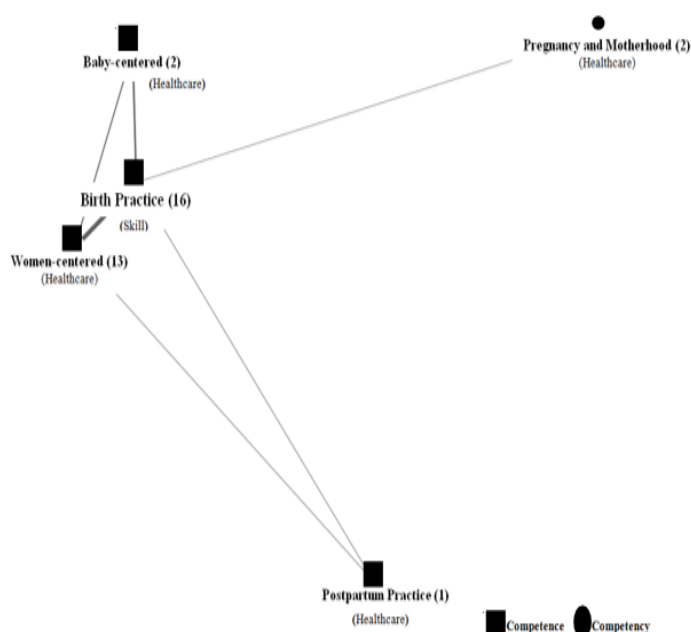 Baby-centered (2)
(Healthcare)
Pregnancy and Motherhood (2)
(Healthcare)
Birth Practice (16)
(Skill)
Women-centered (13)
(Healthcare)
Postpartum Practice (1)
(Healthcare)
Competence
Competency